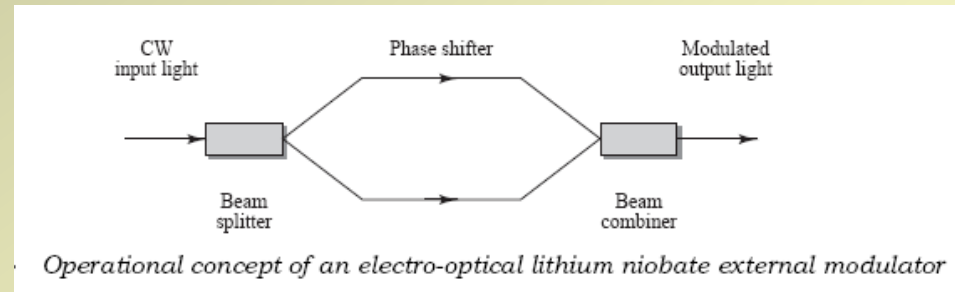 CW
input light
Phase shifter
Modulated
output light
Beam
splitter
Beam
combiner
Operational concept of an electro-optical lithium niobate external modulator